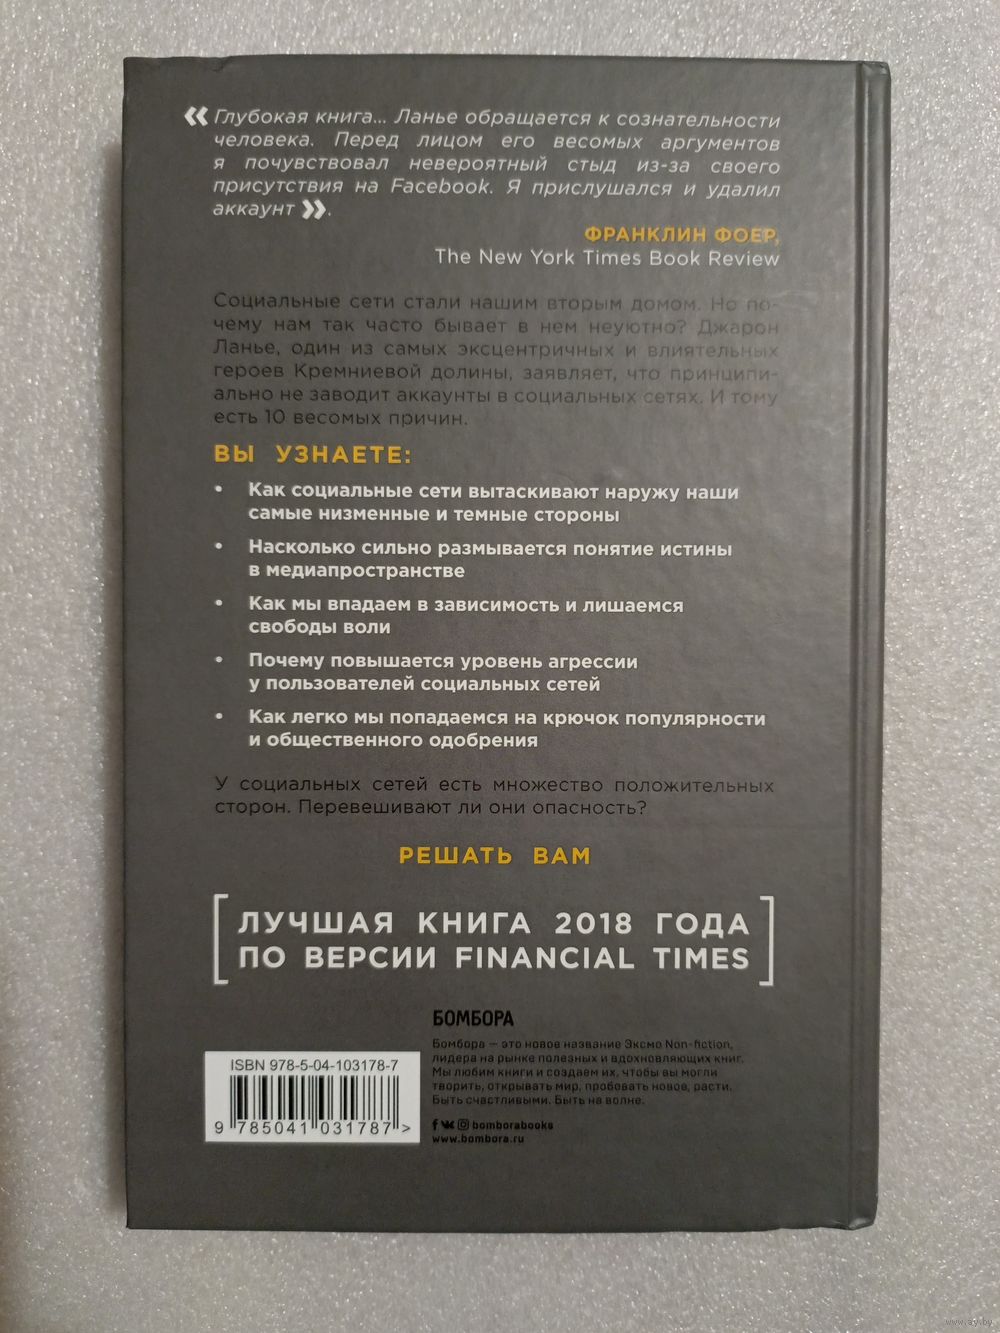 « Глубокая книга... Ланье обращается к сознательности
человека. Перед лицом его весомых аргументов
я почувствовал невероятный стыд из-за своего
присутствия на Facebook. Я прислушался и удалил
аккаунт ».
ФРАНКЛИН ФОЕР,
The New York Times Book Review
Социальные сети стали нашим вторым домом. Но по-
чему нам так часто бывает в нем неуютно? Джарон
Ланье, один из самых эксцентричных и влиятельных
героев Кремниевой долины, заявляет, что принципи-
ально не заводит аккаунты в социальных сетях. И тому
есть 10 весомых причин.
ВЫ УЗНАЕТЕ:
• Как социальные сети вытаскивают наружу наши
самые низменные и темные стороны
• Насколько сильно размывается понятие истины
в медиапространстве
• Как мы впадаем в зависимость и лишаемся
свободы воли
• Почему повышается уровень агрессии
у пользователей социальных сетей
• Как легко мы попадаемся на крючок популярности
и общественного одобрения
У социальных сетей есть множество положительных
сторон. Перевешивают ли они опасность?
РЕШАТЬ ВАМ
[ЛУЧШАЯ КНИГА 2018 ГОДА
ПО ВЕРСИИ FINANCIAL TIMES]
БОМБОРА
Бомбора — это новое название Эксмо Non-fiction,
лидера на рынке полезных и вдохновляющих книг.
Мы любим книги и создаем их, чтобы вы могли
творить, открывать мир, пробовать новое, расти.
Быть счастливыми. Быть на волне.
bomborabooks
www.bombora.ru
ISBN 978-5-04-103178-7
9 785041 031787 >
www.ay.by